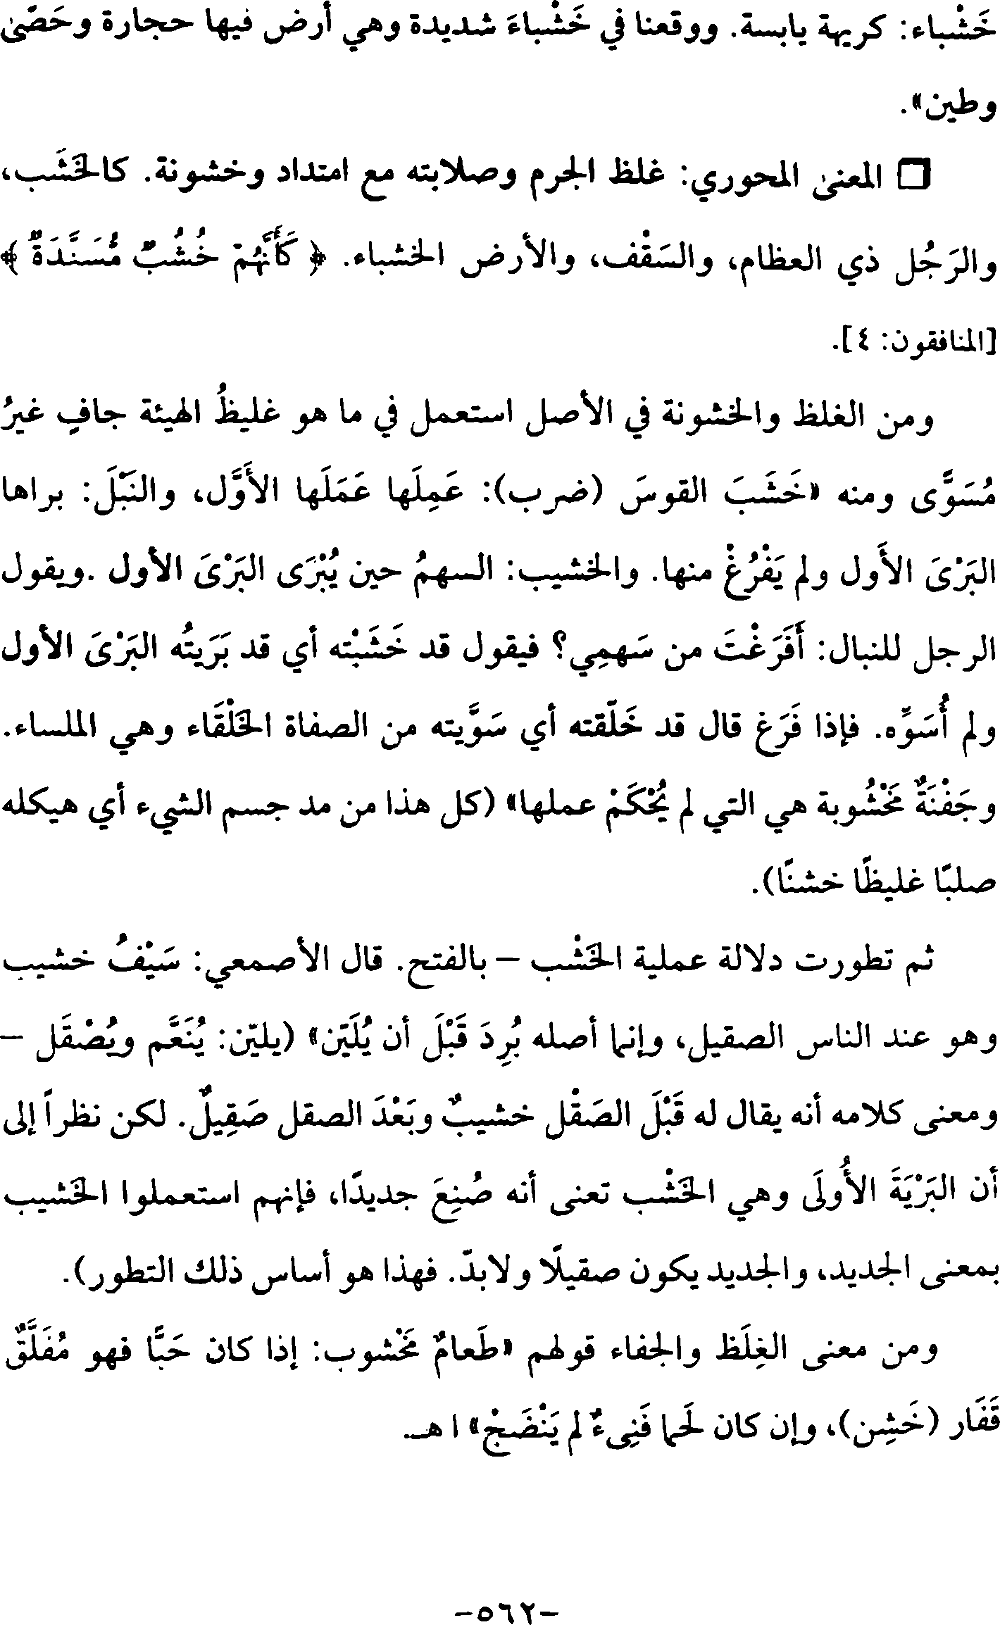 خَشْباء: كريهة يابسة. ووقعنا في خَشْباءَ شديدة وهي أرض فيها حجارة وحَصًى
وطين».
□ المعنى المحوري: غلظ الجرم وصلابته مع امتداد وخشونة. كالخَشَب،
والرَجُل ذي العظام، والسَقْف، والأرض الخشباء. ﴿كَأَنَّهُمْ خُشُبٌ مُّسَنَّدَةٌ﴾
[المنافقون: ٤].
ومن الغلظ والخشونة في الأصل استعمل في ما هو غليظُ الهيئة جافٍ غيرُ
مُسَوًّى ومنه «خَشَبَ القوسَ (ضرب): عَمِلَها عَمَلَها الأَوَّل، والنَبْلَ: براها
البَرْىَ الأَول ولم يَفْرُغْ منها. والخشيب: السهمُ حين يُبْرَى البَرْىَ الأول .ويقول
الرجل للنبال: أَفَرَغْتَ من سَهمِي؟ فيقول قد خَشَبْته أي قد بَرَيتُه البَرْىَ الأول
ولم أُسَوِّه. فإذا فَرَغ قال قد خَلّقته أي سَوَّيته من الصفاة الخَلْقَاء وهي الملساء.
وجَفْنَةٌ مَخْشُوبة هي التي لم يُحْكَمْ عملها» (كل هذا من مد جسم الشيء أي هيكله
صلبًا غليظًا خشنًا).
ثم تطورت دلالة عملية الخَشْب – بالفتح. قال الأصمعي: سَيْفُ خشيب
وهو عند الناس الصقيل، وإنما أصله بُرِدَ قَبْلَ أن يُلَيّن» (يليّن: يُنَعَّم ويُصْقَل –
ومعنى كلامه أنه يقال له قَبْلَ الصَقْل خشيبٌ وبَعْدَ الصقل صَقِيلٌ. لكن نظراً إلى
أن البَرْيَةَ الأُولَى وهي الخَشْب تعنى أنه صُنِعَ جديدًا، فإنهم استعملوا الخَشيب
بمعنى الجديد، والجديد يكون صقيلًا ولابدّ. فهذا هو أساس ذلك التطور).
ومن معنى الغِلَظ والجفاء قولهم «طَعامٌ مَخْشوب: إذا كان حَبًّا فهو مُفَلَّقٌ
قَفَار (خَشِن)، وإن كان لَحما فَنِىءٌ لم يَنْضَجْ» ا هـ.
-٥٦٢-